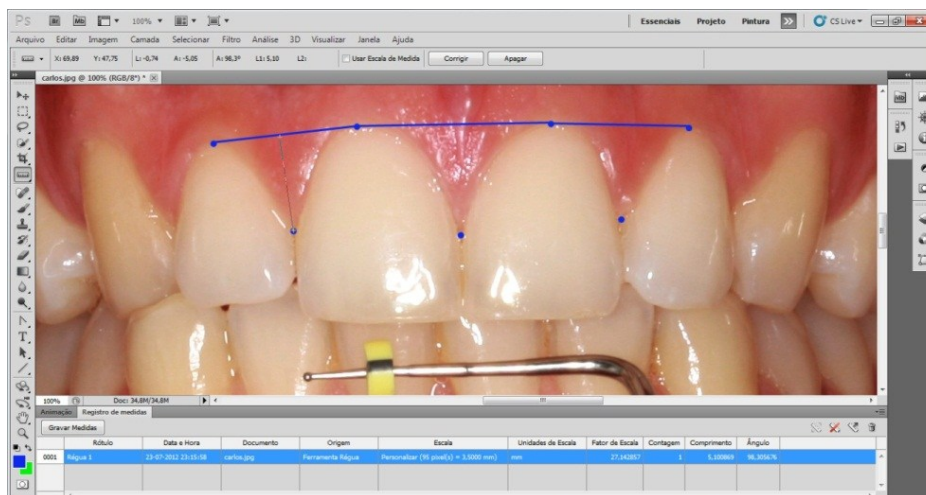 Ps Br Mb 100% Essenciais Projeto Pintura CS Live
Arquivo Editar Imagem Camada Selecionar Filtro Análise 3D Visualizar Janela Ajuda
X: 69,89 Y: 47,75 L: -0,74 A: -5,05 A: 98,3° L1: 5,10 L2: Usar Escala de Medida Corrigir Apagar
carlos.jpg @ 100% (RGB/8*) *
100% Doc: 34,8M/34,8M
Animação Registro de medidas
Gravar Medidas
Rótulo Data e Hora Documento Origem Escala Unidades de Escala Fator de Escala Contagem Comprimento Ângulo
0001 Régua 1 23-07-2012 23:15:58 carlos.jpg Ferramenta Régua Personalizar (95 pixel(s) = 3,5000 mm) mm 27,142857 1 5,100869 98,305676